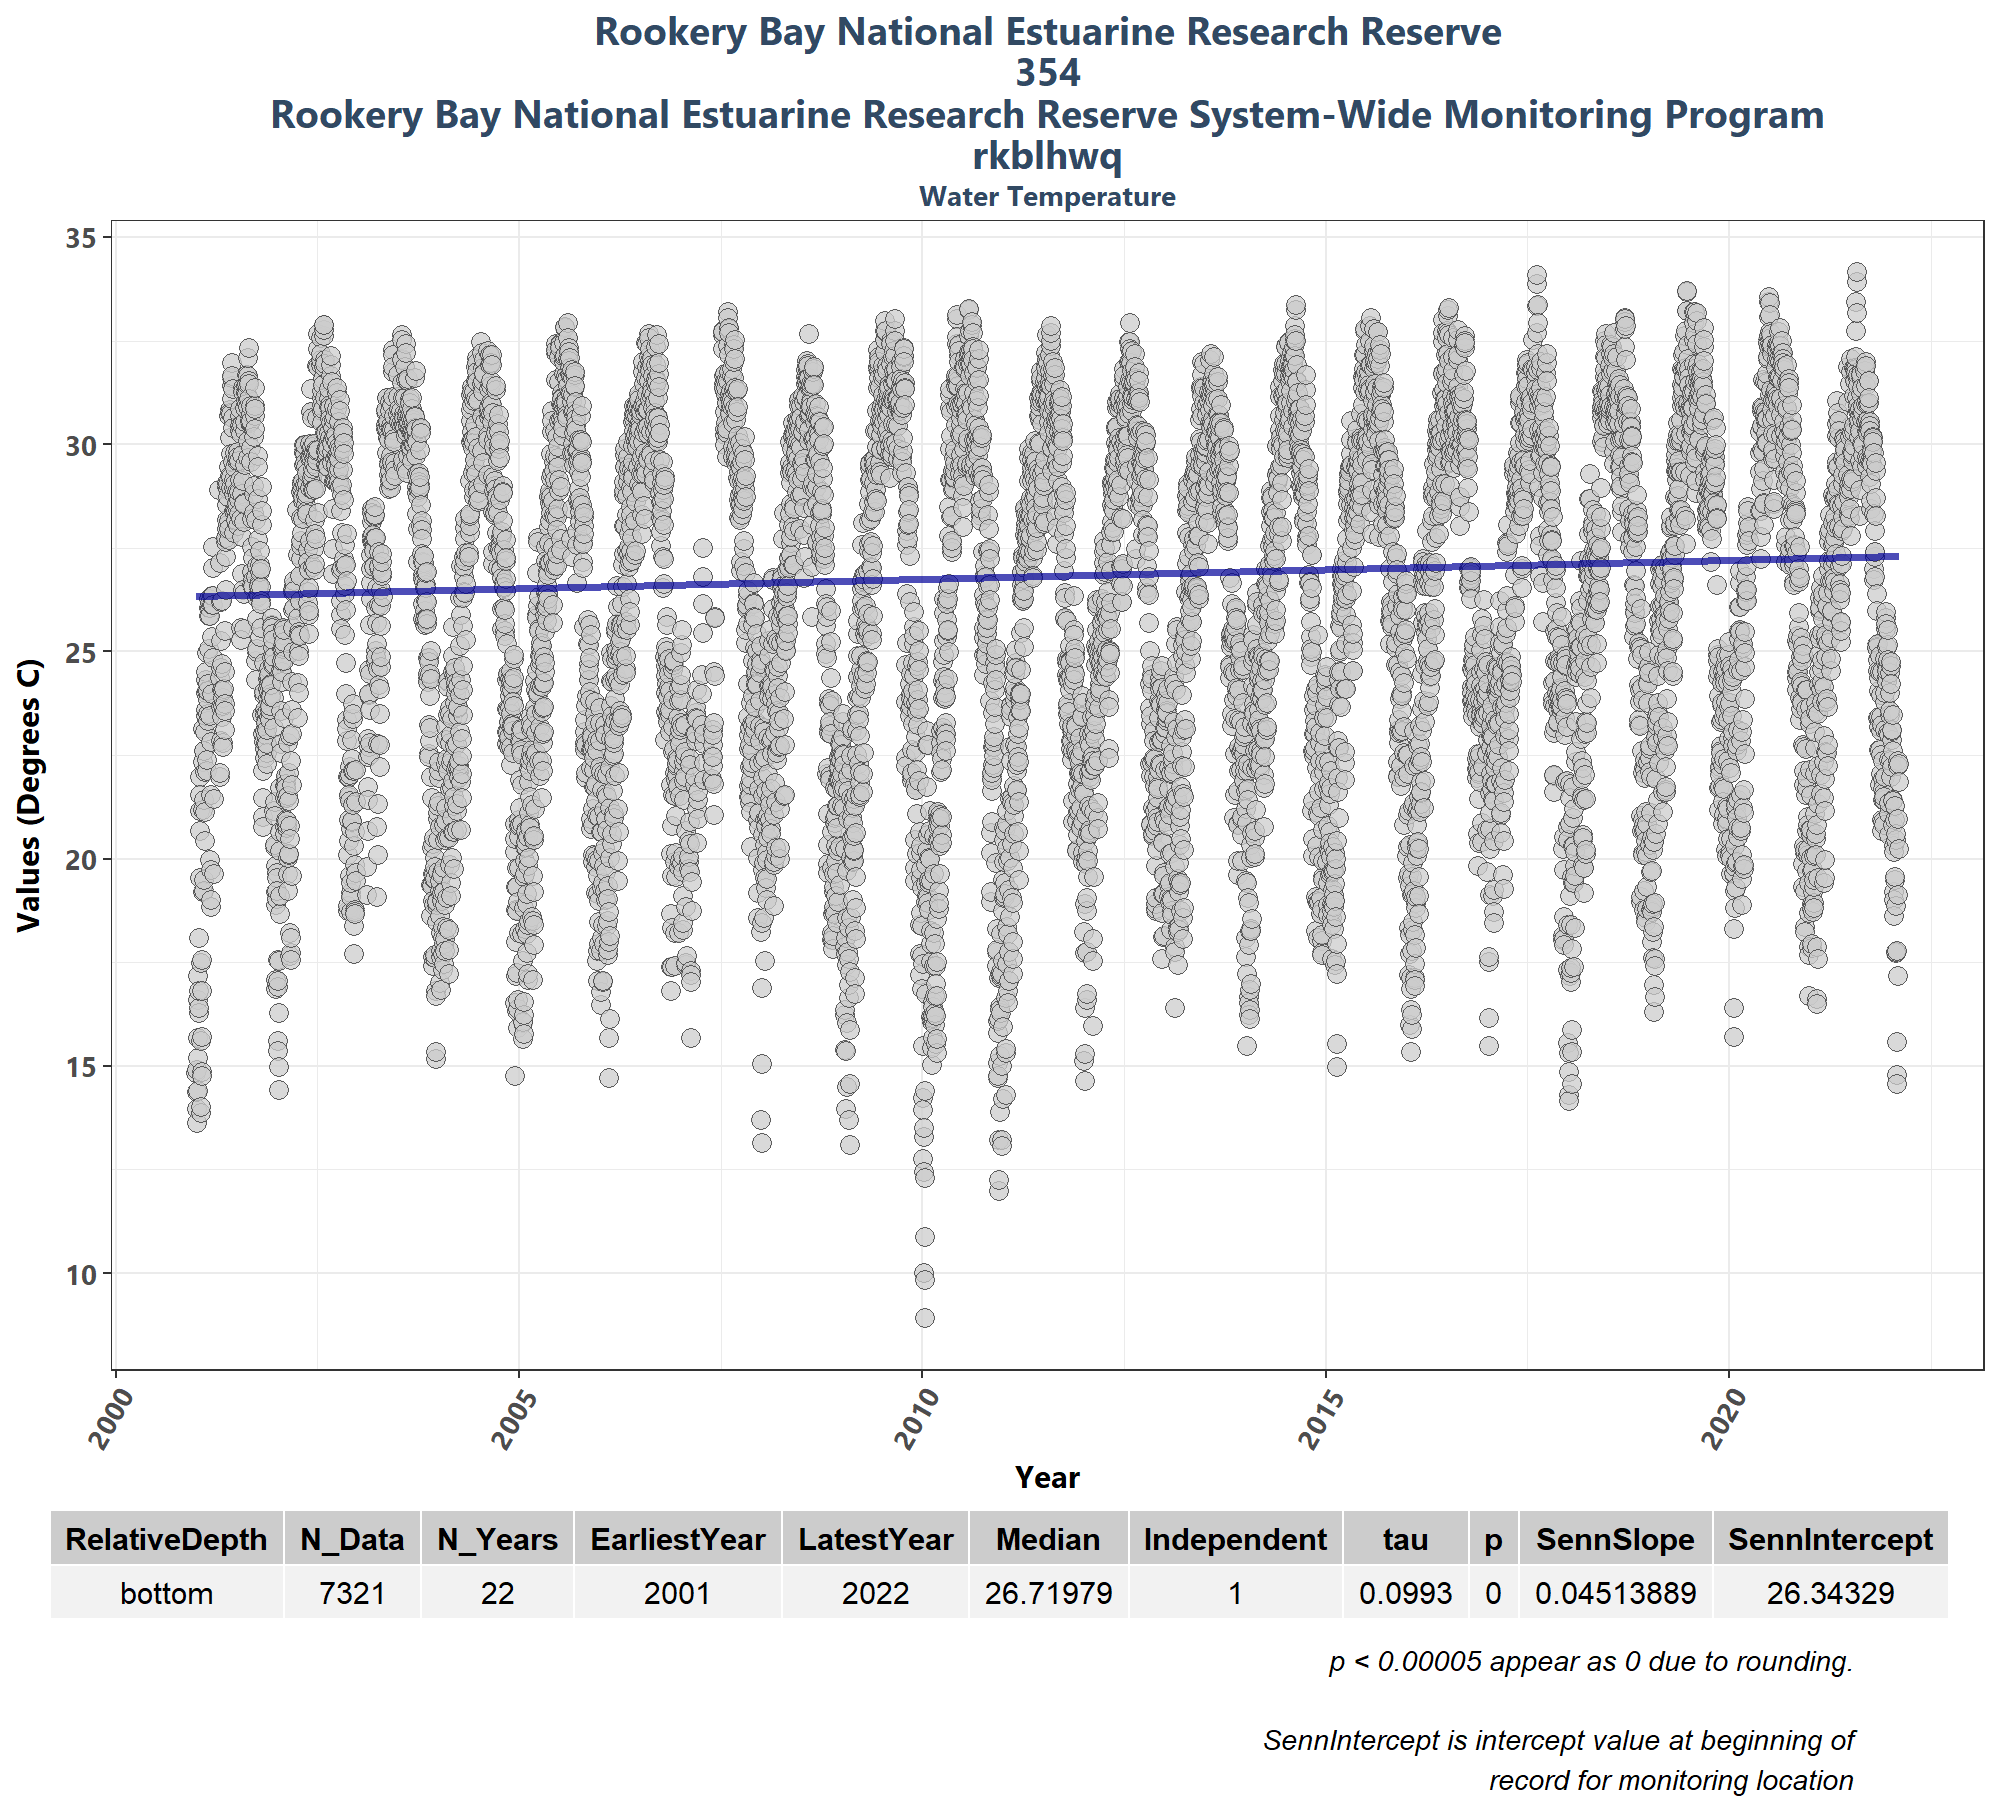 Rookery Bay National Estuarine Research Reserve
354
Rookery Bay National Estuarine Research Reserve System-Wide Monitoring Program
rkblhwq
Water Temperature
35
30
25
20
15
10
Values (Degrees C)
2000 2005 2010 2015 2020
Year
RelativeDepth N_Data N_Years EarliestYear LatestYear Median Independent tau p SennSlope SennIntercept
bottom 7321 22 2001 2022 26.71979 1 0.0993 0 0.04513889 26.34329
p < 0.00005 appear as 0 due to rounding.
SennIntercept is intercept value at beginning of
record for monitoring location